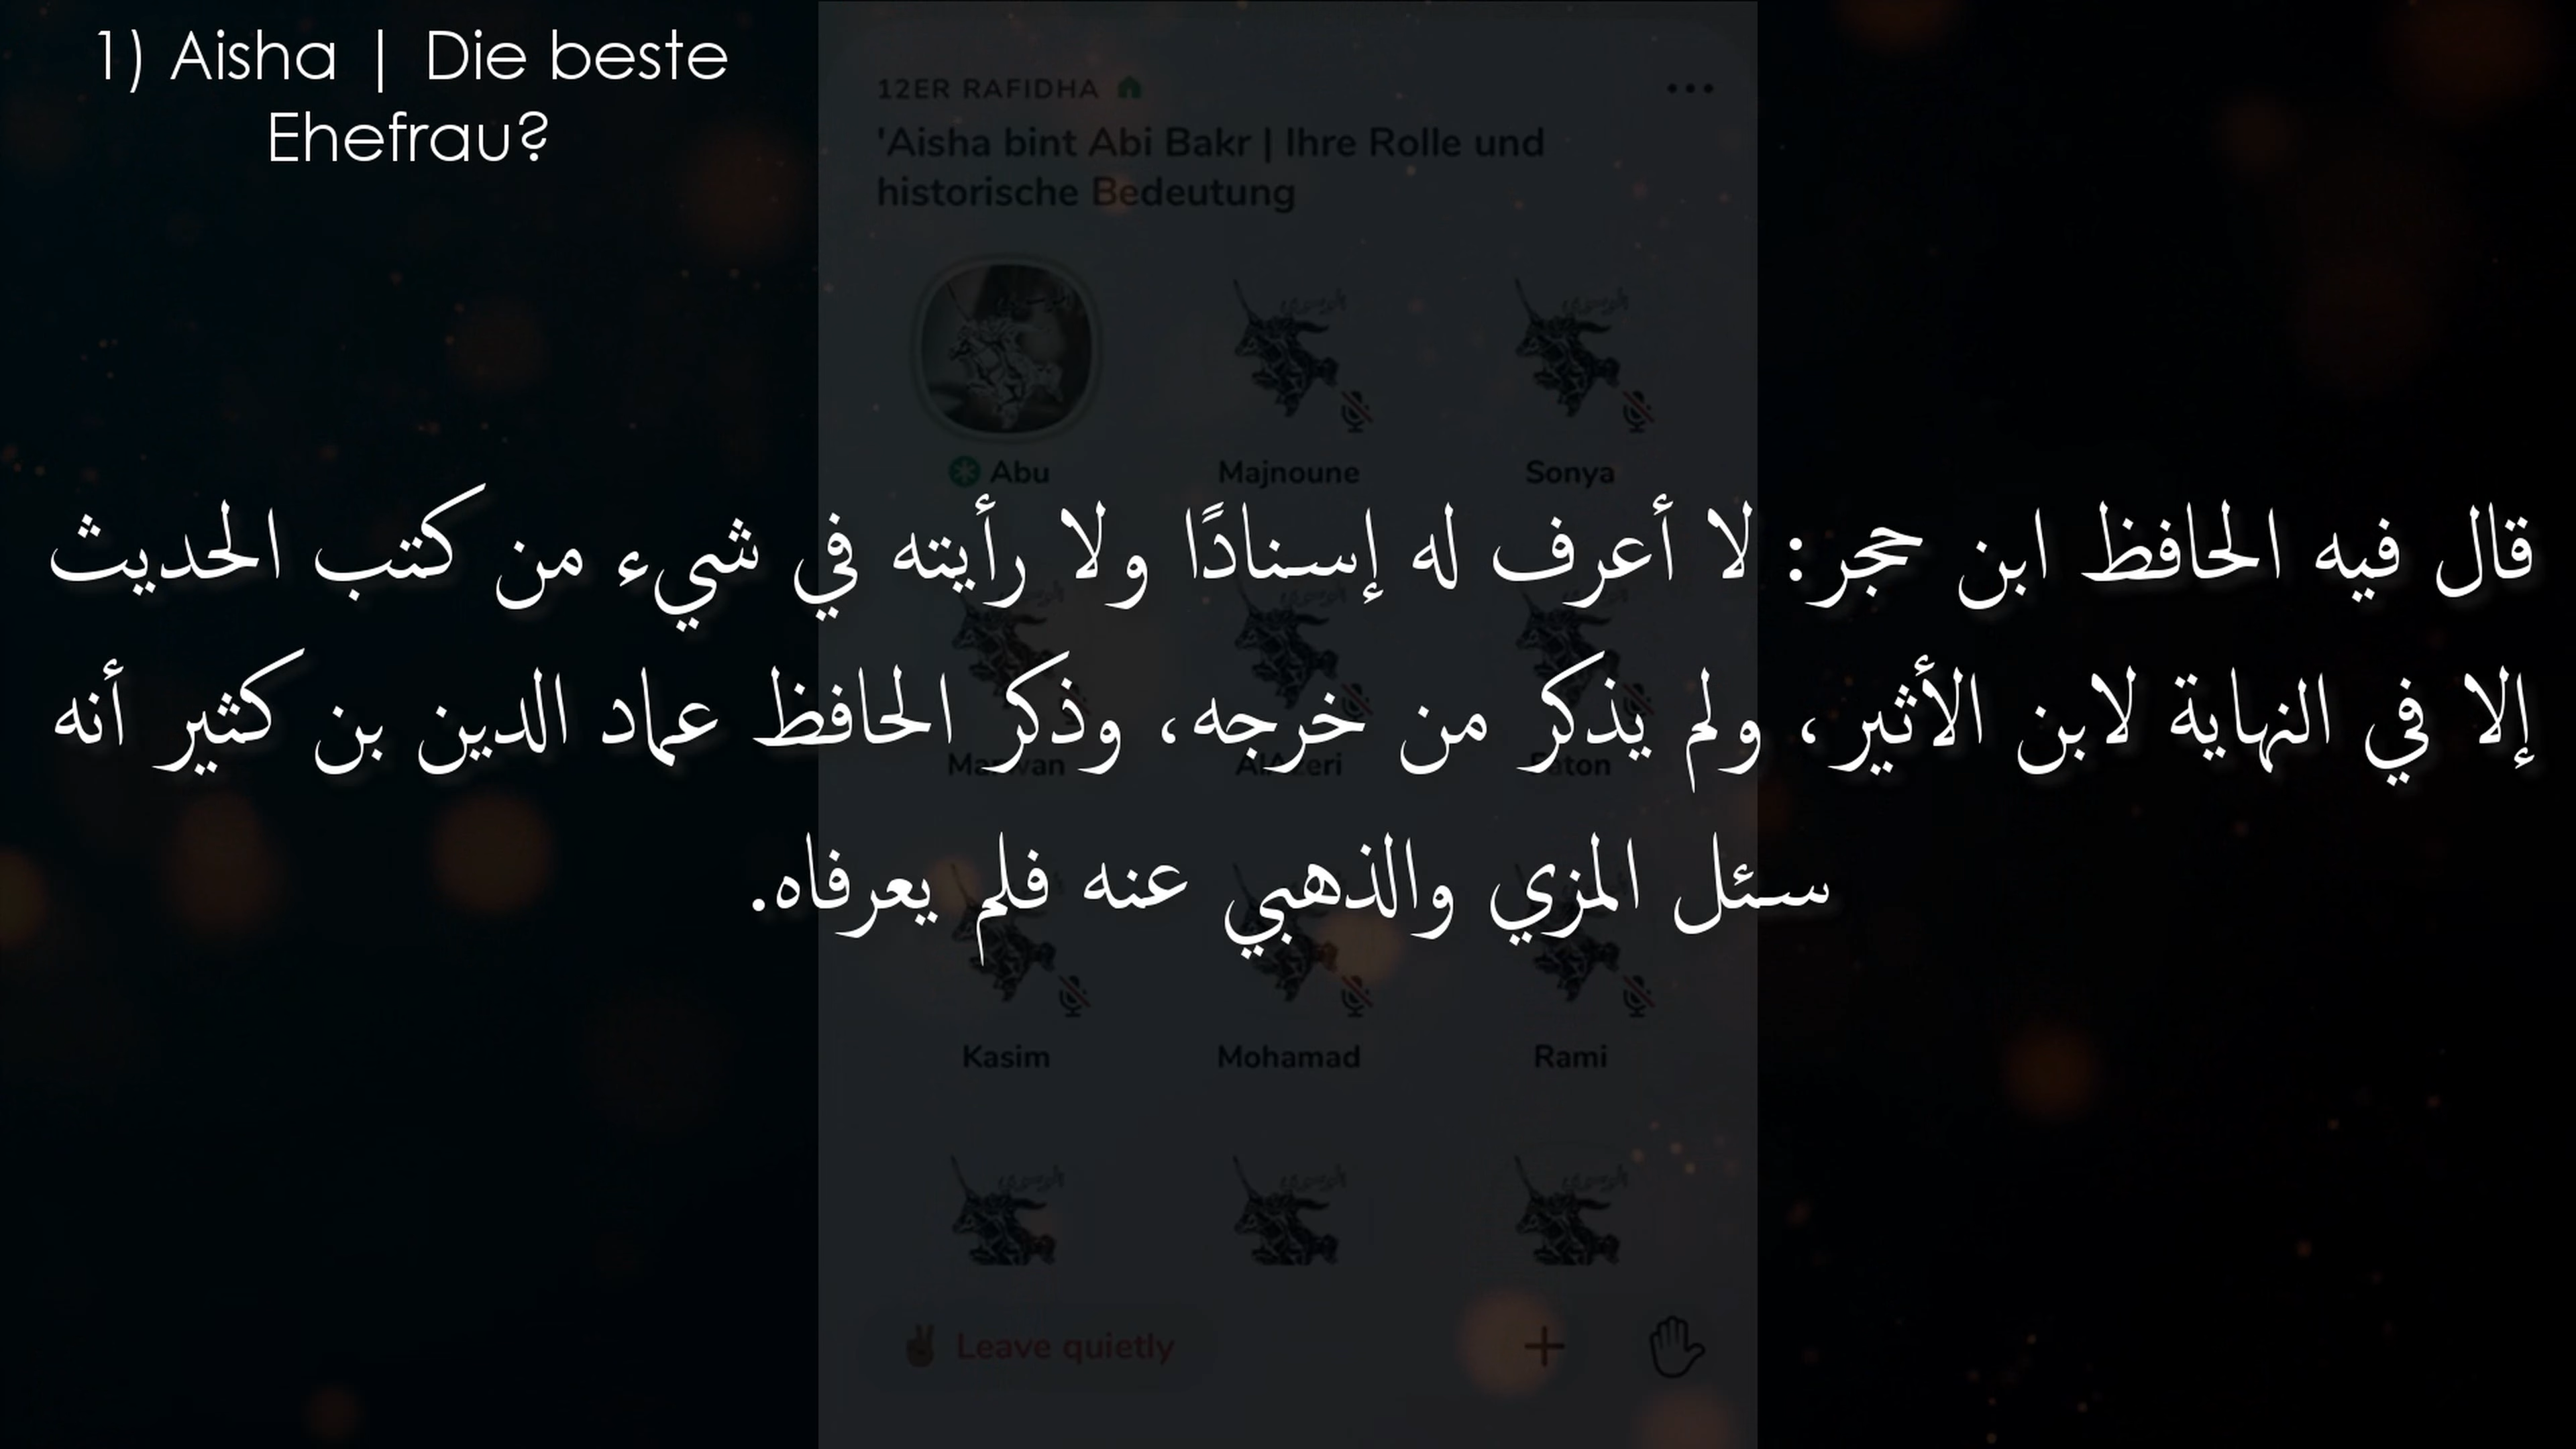 1) Aisha | Die beste
Ehefrau?
12ER RAFIDHA
'Aisha bint Abi Bakr | Ihre Rolle und
historische Bedeutung
Abu
Majnoune
Sonya
قال فيه الحافظ ابن حجر: لا أعرف له إسنادًا ولا رأيته في شيء من كتب الحديث
إلا في النهاية لابن الأثير، ولم يذكر من خرجه، وذكر الحافظ عماد الدين بن كثير أنه
سئل المزي والذهبي عنه فلم يعرفاه.
Marwan
Kasim
Mohamad
Rami
Leave quietly